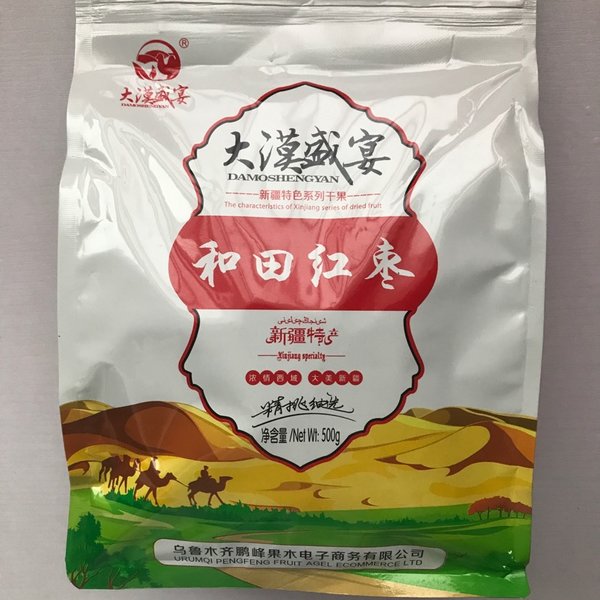 ®
大漠盛宴
DAMOSHENGYAN
大漠盛宴
DAMOSHENGYAN
新疆特色系列干果
The characteristics of Xinjiang series of dried fruit
和田红枣
新疆特产
Xinjiang specialty
浓情西域 大美新疆
精挑细选
净含量/Net Wt: 500g
乌鲁木齐鹏峰果水电子商务有限公司
URUMQI PENGFENG FRUIT AGEL ECOMMERCE LTD